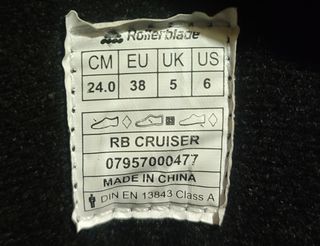 Rollerblade
CM EU UK US
24.0 38 5 6
RB CRUISER
07957000477
MADE IN CHINA
DIN EN 13843 Class A